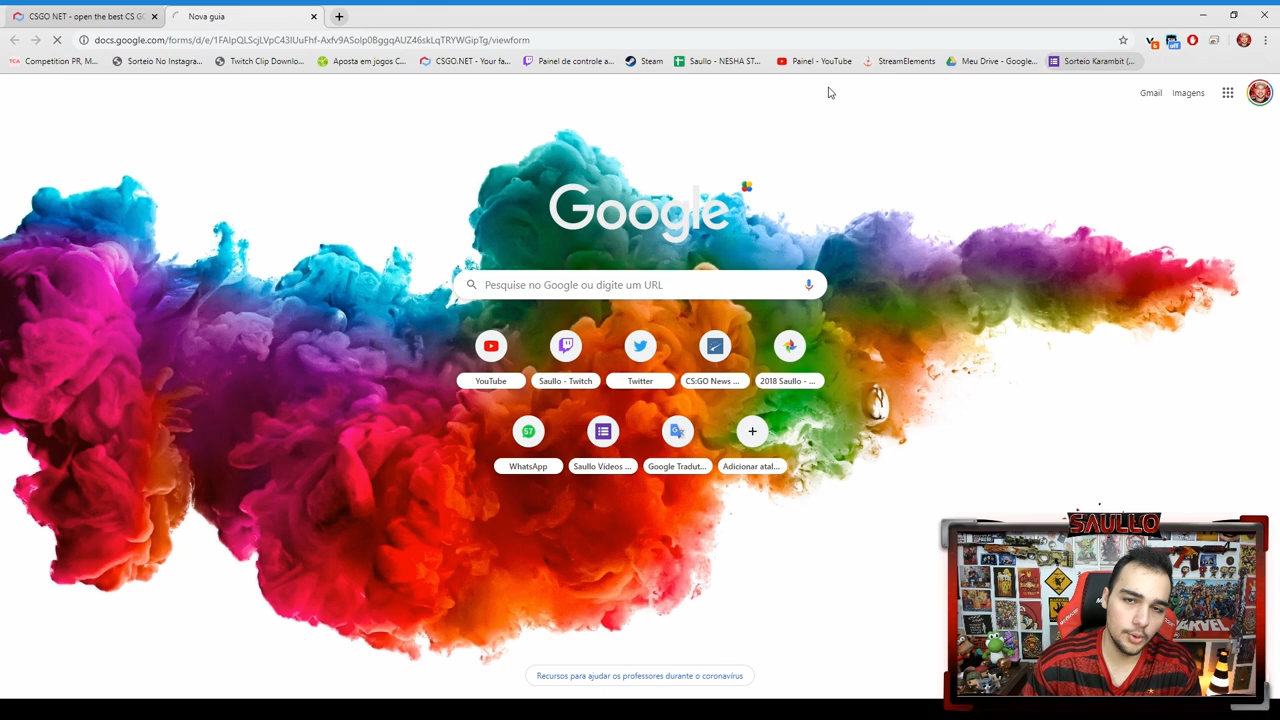 CSGO NET - open the best CS GO
Nova guia
docs.google.com/forms/d/e/1FAIpQLScjLVpC43IUuFhf-Axfv9ASolp0BggqAUZ46skLqTRYWGipTg/viewform
Competition PR, M...
Sorteio No Instagra...
Twitch Clip Downlo...
Aposta em jogos C...
CSGO.NET - Your fa...
Painel de controle a...
Steam
Saullo - NESHA ST...
Painel - YouTube
StreamElements
Meu Drive - Google...
Sorteio Karambit (...
Gmail
Imagens
Google
Pesquise no Google ou digite um URL
YouTube
Saullo - Twitch
Twitter
CS:GO News ...
2018 Saullo - ...
57
WhatsApp
Saullo Videos ...
Google Tradut...
Adicionar atal...
SAULLO
MARVEL
Recursos para ajudar os professores durante o coronavírus